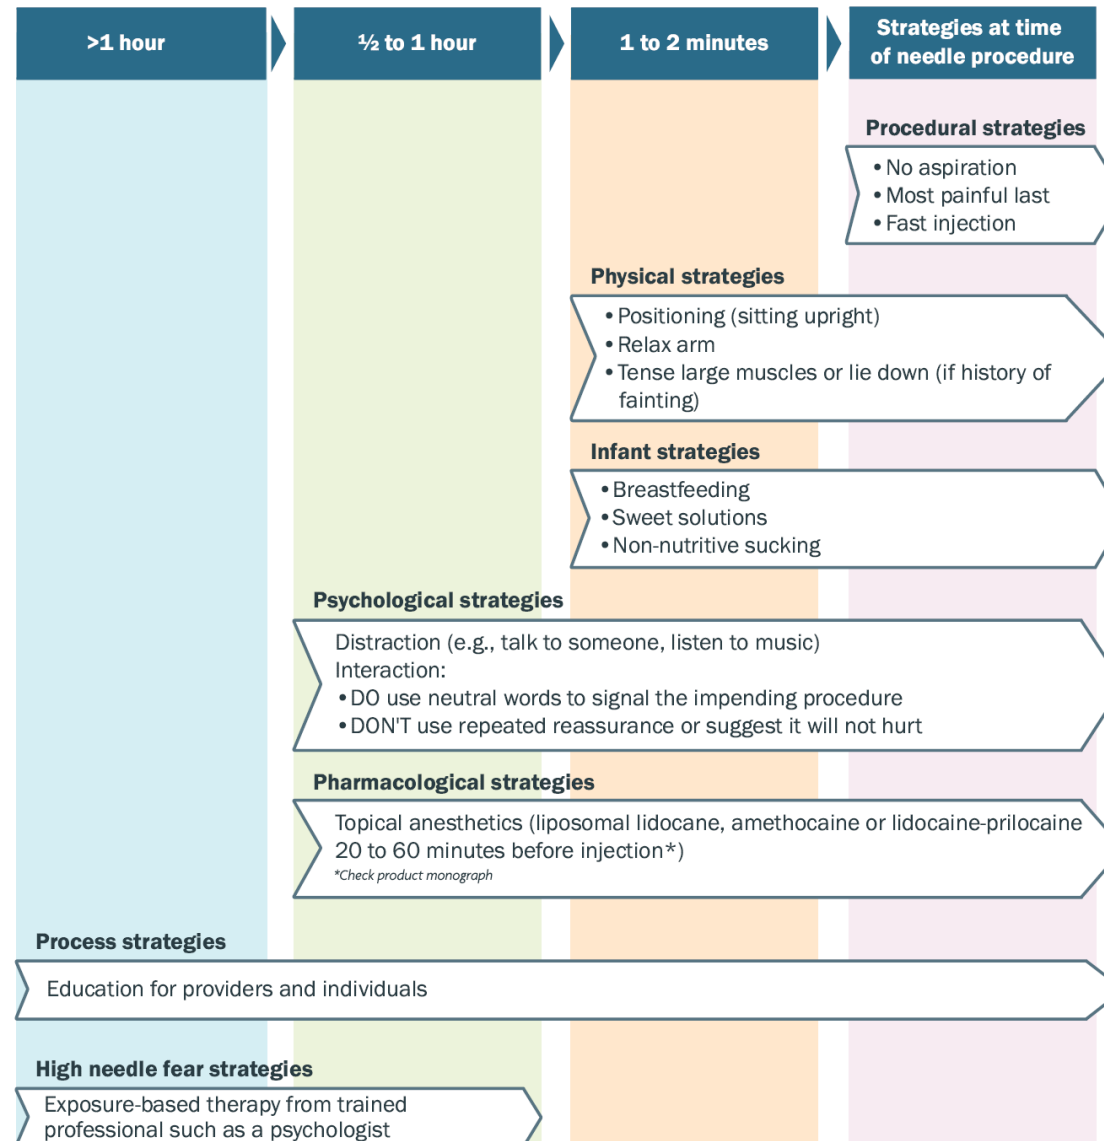 >1 hour
½ to 1 hour
1 to 2 minutes
Strategies at time
of needle procedure
Procedural strategies
• No aspiration
• Most painful last
• Fast injection
Physical strategies
• Positioning (sitting upright)
• Relax arm
• Tense large muscles or lie down (if history of
fainting)
Infant strategies
• Breastfeeding
• Sweet solutions
• Non-nutritive sucking
Psychological strategies
Distraction (e.g., talk to someone, listen to music)
Interaction:
• DO use neutral words to signal the impending procedure
• DON'T use repeated reassurance or suggest it will not hurt
Pharmacological strategies
Topical anesthetics (liposomal lidocane, amethocaine or lidocaine-prilocaine
20 to 60 minutes before injection*)
*Check product monograph
Process strategies
Education for providers and individuals
High needle fear strategies
Exposure-based therapy from trained
professional such as a psychologist